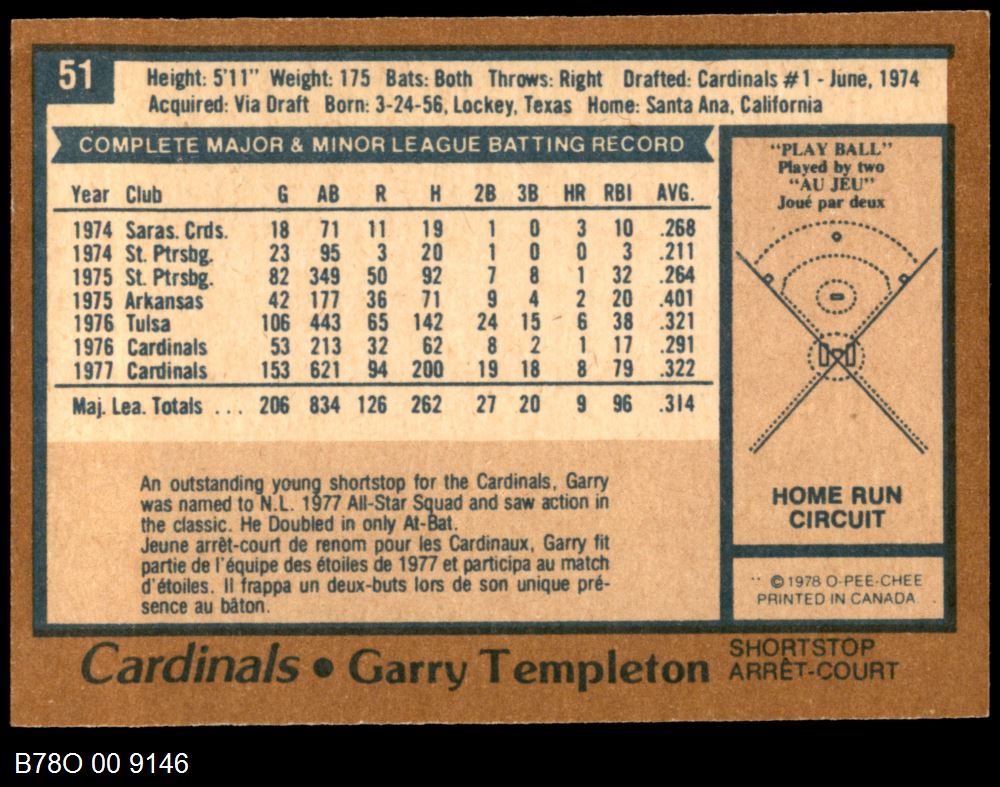 51
Height: 5'11" Weight: 175 Bats: Both Throws: Right Drafted: Cardinals #1 - June, 1974
Acquired: Via Draft Born: 3-24-56, Lockey, Texas Home: Santa Ana, California
COMPLETE MAJOR & MINOR LEAGUE BATTING RECORD
Year Club G AB R H 2B 3B HR RBI AVG.
1974 Saras. Crds. 18 71 11 19 1 0 3 10 .268
1974 St. Ptrsbg. 23 95 3 20 1 0 0 3 .211
1975 St. Ptrsbg. 82 349 50 92 7 8 1 32 .264
1975 Arkansas 42 177 36 71 9 4 2 20 .401
1976 Tulsa 106 443 65 142 24 15 6 38 .321
1976 Cardinals 53 213 32 62 8 2 1 17 .291
1977 Cardinals 153 621 94 200 19 18 8 79 .322
Maj. Lea. Totals ... 206 834 126 262 27 20 9 96 .314
An outstanding young shortstop for the Cardinals, Garry
was named to N.L. 1977 All-Star Squad and saw action in
the classic. He Doubled in only At-Bat.
Jeune arrêt-court de renom pour les Cardinaux, Garry fit
partie de l'équipe des étoiles de 1977 et participa au match
d'étoiles. Il frappa un deux-buts lors de son unique pré-
sence au bâton.
"PLAY BALL"
Played by two
"AU JEU"
Joué par deux
HOME RUN
CIRCUIT
© 1978 O-PEE-CHEE
PRINTED IN CANADA
Cardinals • Garry Templeton
SHORTSTOP
ARRÊT-COURT
B78O 00 9146